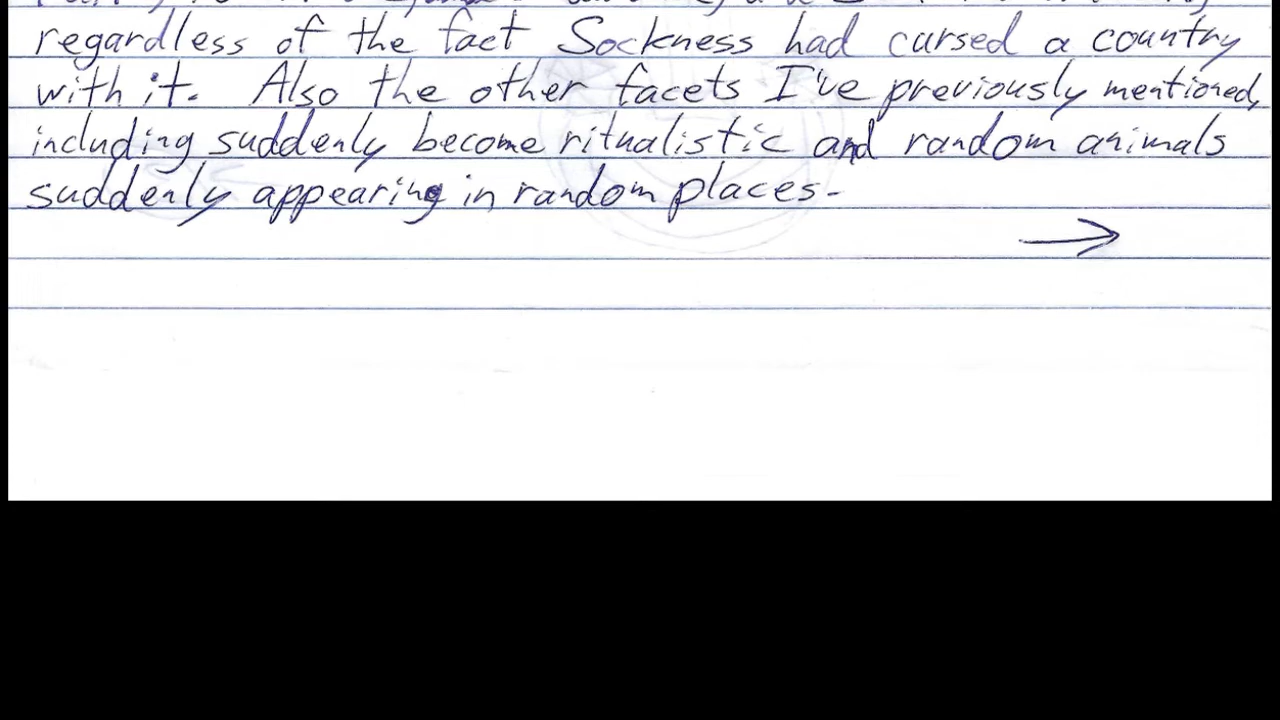 regardless of the fact Sockness had cursed a country
with it. Also the other facets I've previously mentioned,
including suddenly become ritualistic and random animals
suddenly appearing in random places.